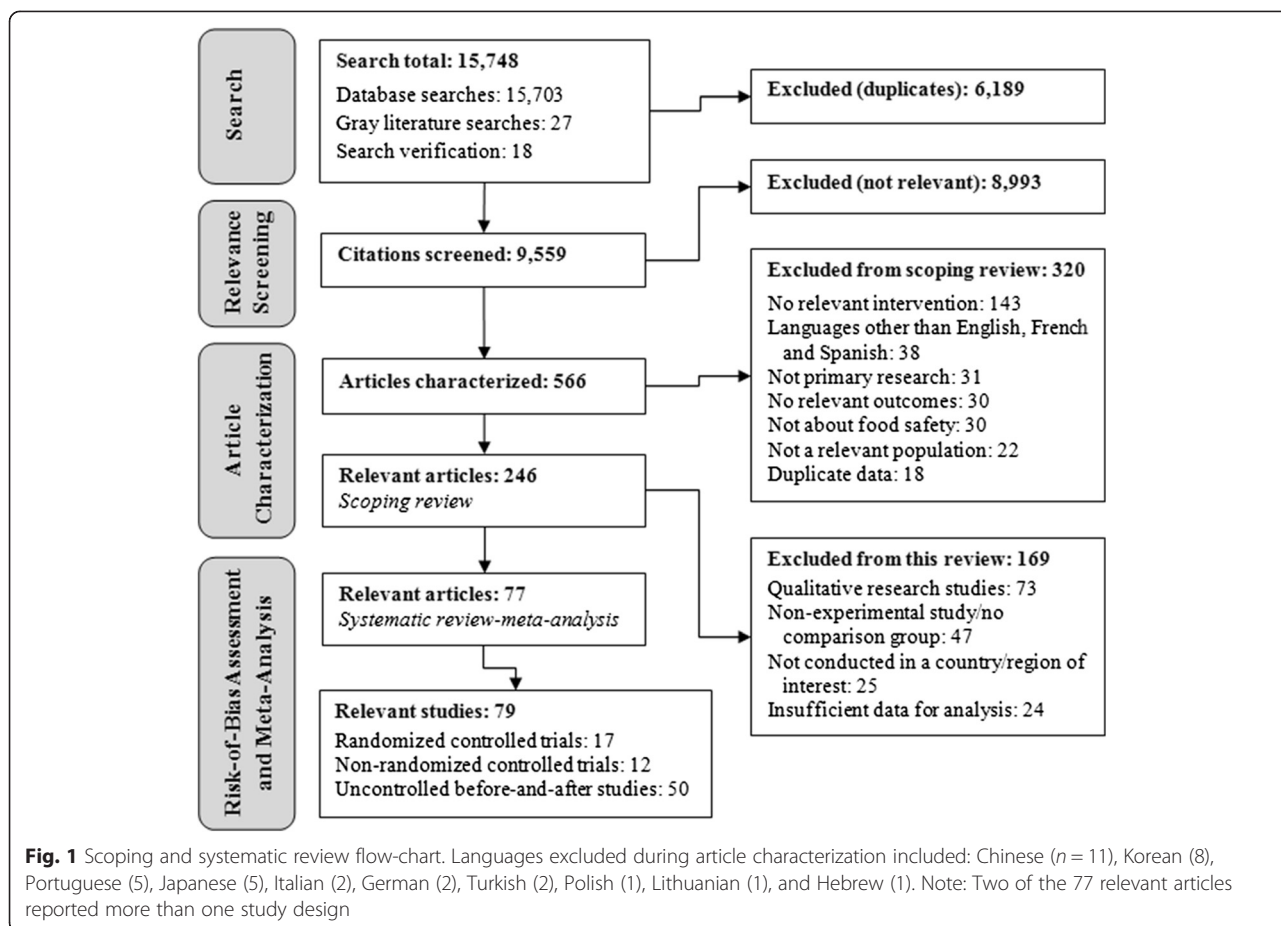 Search
Search total: 15,748
Database searches: 15,703
Gray literature searches: 27
Search verification: 18
Excluded (duplicates): 6,189
Relevance
Screening
Excluded (not relevant): 8,993
Citations screened: 9,559
Article
Characterization
Articles characterized: 566
Excluded from scoping review: 320
No relevant intervention: 143
Languages other than English, French
and Spanish: 38
Not primary research: 31
No relevant outcomes: 30
Not about food safety: 30
Not a relevant population: 22
Duplicate data: 18
Relevant articles: 246
Scoping review
Risk-of-Bias Assessment
and Meta-Analysis
Relevant articles: 77
Systematic review-meta-analysis
Excluded from this review: 169
Qualitative research studies: 73
Non-experimental study/no
comparison group: 47
Not conducted in a country/region of
interest: 25
Insufficient data for analysis: 24
Relevant studies: 79
Randomized controlled trials: 17
Non-randomized controlled trials: 12
Uncontrolled before-and-after studies: 50
Fig. 1 Scoping and systematic review flow-chart. Languages excluded during article characterization included: Chinese (n = 11), Korean (8),
Portuguese (5), Japanese (5), Italian (2), German (2), Turkish (2), Polish (1), Lithuanian (1), and Hebrew (1). Note: Two of the 77 relevant articles
reported more than one study design